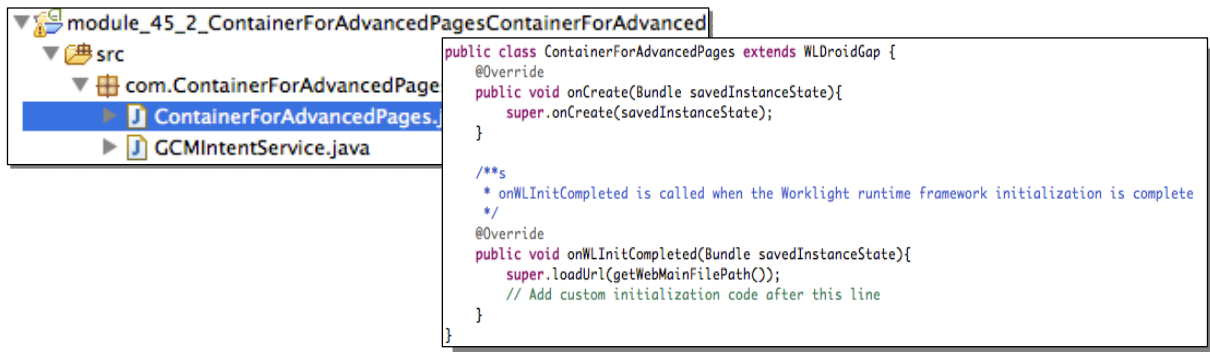 module_45_2_ContainerForAdvancedPagesContainerForAdvanced
src
com.ContainerForAdvancedPage
ContainerForAdvancedPages.j
GCMIntentService.java
public class ContainerForAdvancedPages extends WLDroidGap {
@Override
public void onCreate(Bundle savedInstanceState){
super.onCreate(savedInstanceState);
}
/**s
* onWLInitCompleted is called when the Worklight runtime framework initialization is complete
*/
@Override
public void onWLInitCompleted(Bundle savedInstanceState){
super.loadUrl(getWebMainFilePath());
// Add custom initialization code after this line
}
}